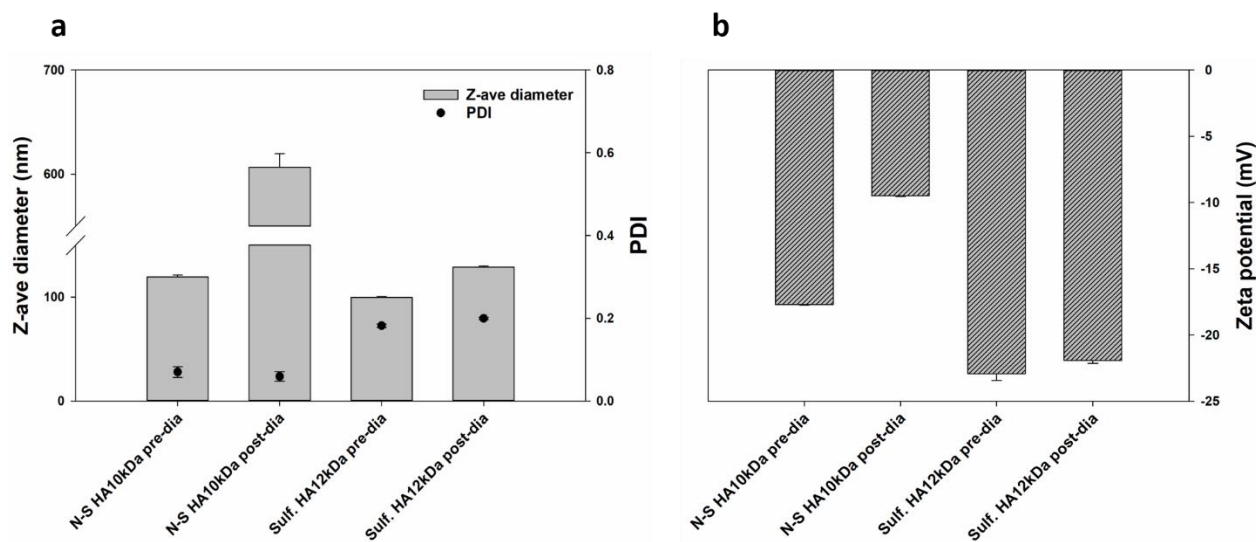 a
700
600
100
0
Z-ave diameter (nm)
Z-ave diameter
PDI
0.8
0.6
0.4
0.2
0.0
PDI
N-S HA10kDa pre-dia
N-S HA10kDa post-dia
Sulf. HA12kDa pre-dia
Sulf. HA12kDa post-dia
b
0
-5
-10
-15
-20
-25
Zeta potential (mV)
N-S HA10kDa pre-dia
N-S HA10kDa post-dia
Sulf. HA12kDa pre-dia
Sulf. HA12kDa post-dia